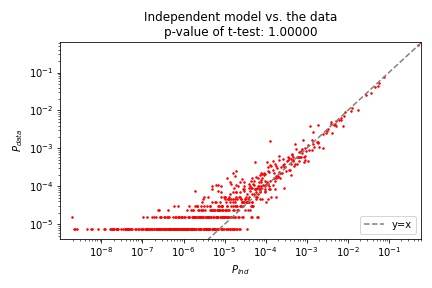 Independent model vs. the data
p-value of t-test: 1.00000
10⁻¹
10⁻²
10⁻³
10⁻⁴
10⁻⁵
P_data
y=x
10⁻⁸ 10⁻⁷ 10⁻⁶ 10⁻⁵ 10⁻⁴ 10⁻³ 10⁻² 10⁻¹
P_ind